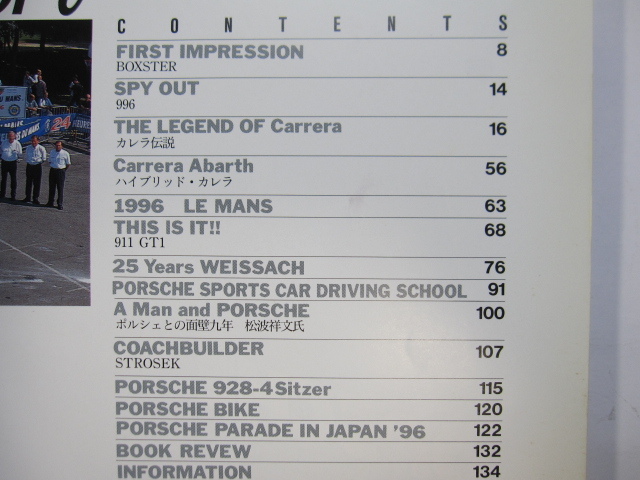 CONTENTS
FIRST IMPRESSION 8
BOXSTER
SPY OUT 14
996
THE LEGEND OF Carrera 16
カレラ伝説
Carrera Abarth 56
ハイブリッド・カレラ
1996 LE MANS 63
THIS IS IT!! 68
911 GT1
25 Years WEISSACH 76
PORSCHE SPORTS CAR DRIVING SCHOOL 91
A Man and PORSCHE 100
ポルシェとの面壁九年 松波祥文氏
COACHBUILDER 107
STROSEK
PORSCHE 928-4Sitzer 115
PORSCHE BIKE 120
PORSCHE PARADE IN JAPAN '96 122
BOOK REVEW 132
INFORMATION 134
MANS
24